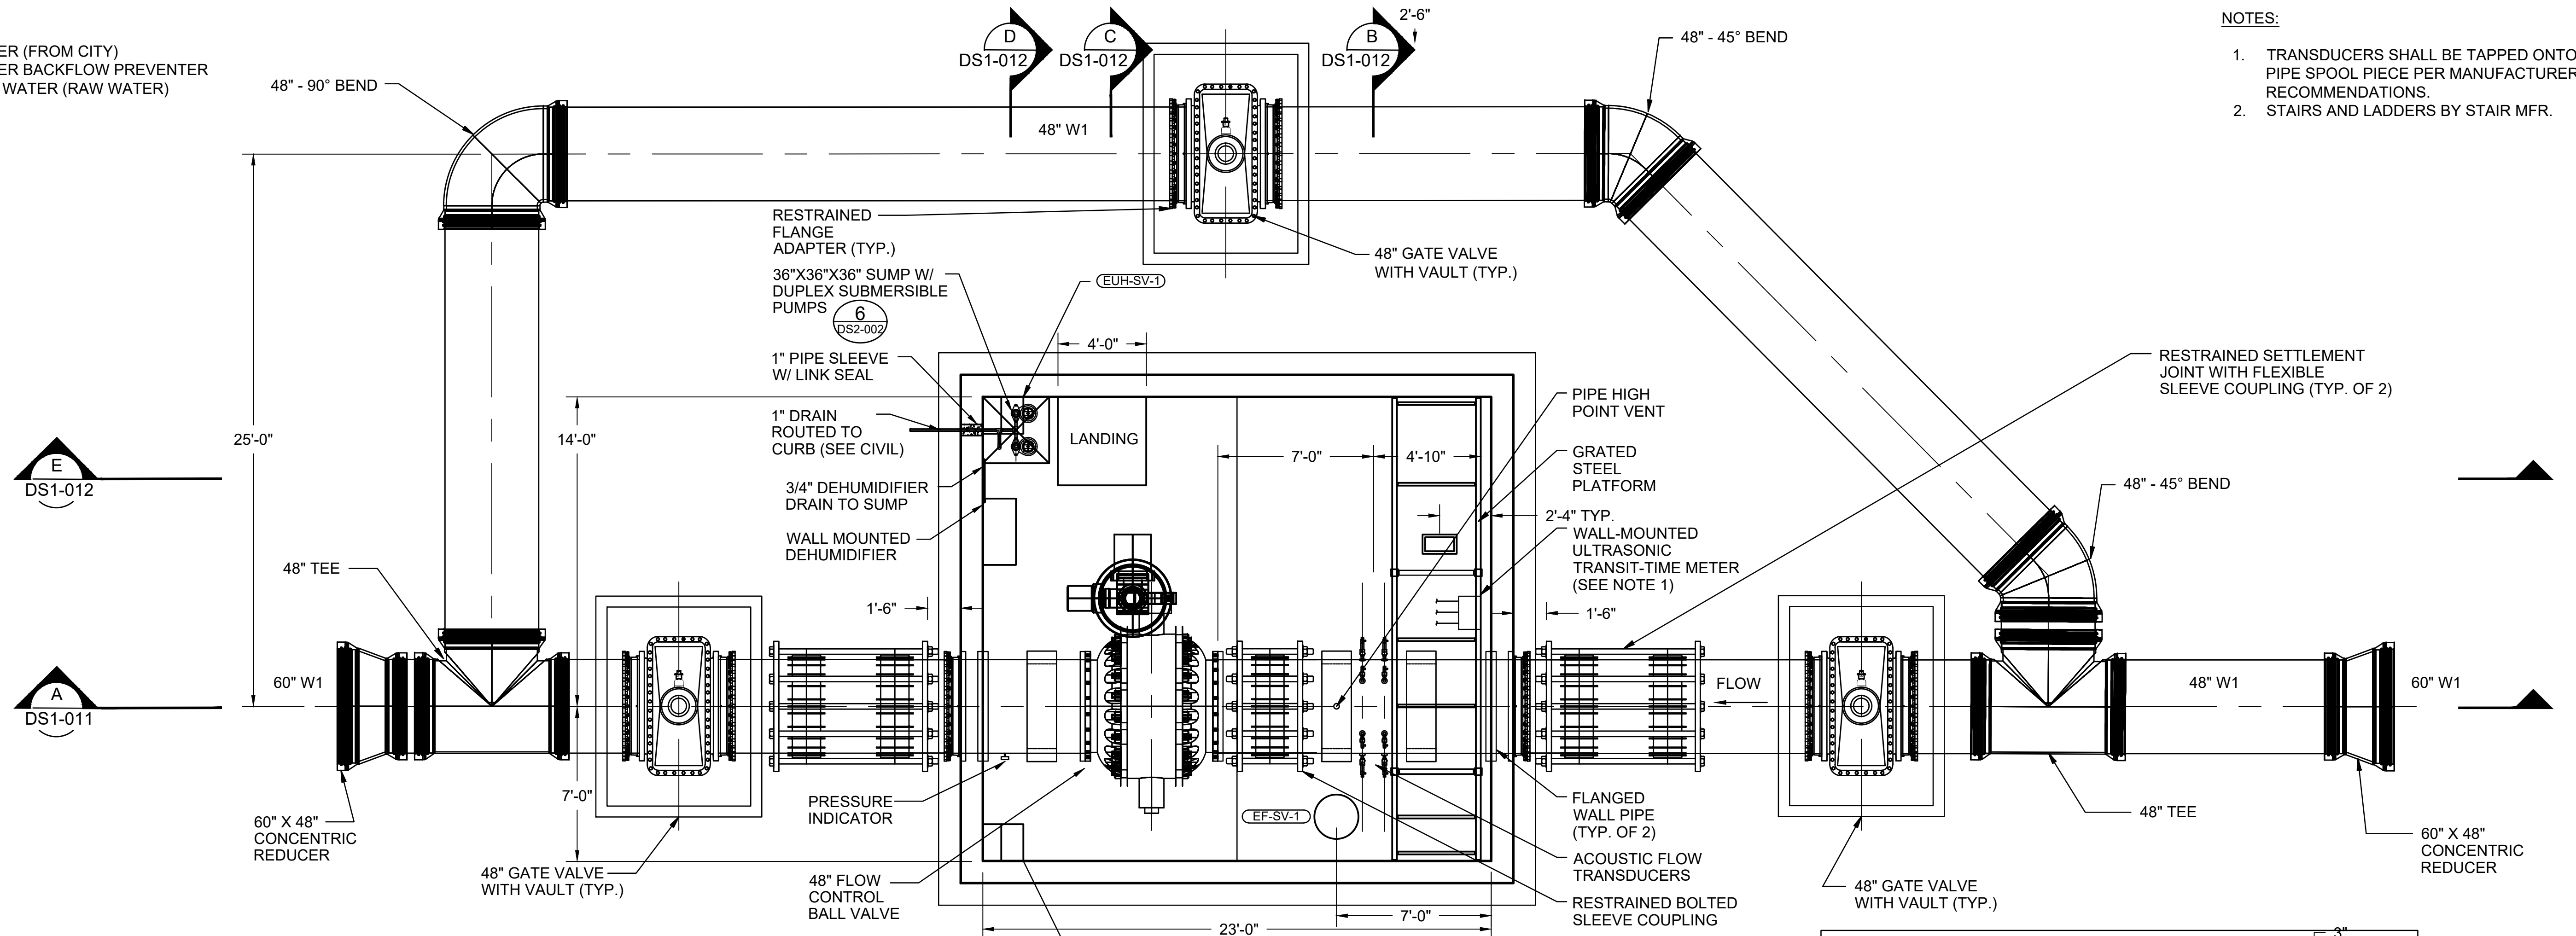 ER (FROM CITY)
ER BACKFLOW PREVENTER
WATER (RAW WATER)
48" - 90° BEND
D
DS1-012
C
DS1-012
B
DS1-012
2'-6"
48" - 45° BEND
NOTES:
1. TRANSDUCERS SHALL BE TAPPED ONTO
PIPE SPOOL PIECE PER MANUFACTURER
RECOMMENDATIONS.
2. STAIRS AND LADDERS BY STAIR MFR.
48" W1
RESTRAINED
FLANGE
ADAPTER (TYP.)
48" GATE VALVE
WITH VAULT (TYP.)
36"X36"X36" SUMP W/
DUPLEX SUBMERSIBLE
PUMPS
6
DS2-002
EUH-SV-1
1" PIPE SLEEVE
W/ LINK SEAL
4'-0"
RESTRAINED SETTLEMENT
JOINT WITH FLEXIBLE
SLEEVE COUPLING (TYP. OF 2)
PIPE HIGH
POINT VENT
1" DRAIN
ROUTED TO
CURB (SEE CIVIL)
LANDING
25'-0"
14'-0"
7'-0"
4'-10"
GRATED
STEEL
PLATFORM
E
DS1-012
3/4" DEHUMIDIFIER
DRAIN TO SUMP
48" - 45° BEND
2'-4" TYP.
WALL-MOUNTED
ULTRASONIC
TRANSIT-TIME METER
(SEE NOTE 1)
WALL MOUNTED
DEHUMIDIFIER
48" TEE
1'-6"
1'-6"
60" W1
A
DS1-011
FLOW
48" W1
60" W1
7'-0"
PRESSURE
INDICATOR
EF-SV-1
FLANGED
WALL PIPE
(TYP. OF 2)
48" TEE
60" X 48"
CONCENTRIC
REDUCER
60" X 48"
CONCENTRIC
REDUCER
48" GATE VALVE
WITH VAULT (TYP.)
48" FLOW
CONTROL
BALL VALVE
ACOUSTIC FLOW
TRANSDUCERS
48" GATE VALVE
WITH VAULT (TYP.)
RESTRAINED BOLTED
SLEEVE COUPLING
7'-0"
23'-0"
3"